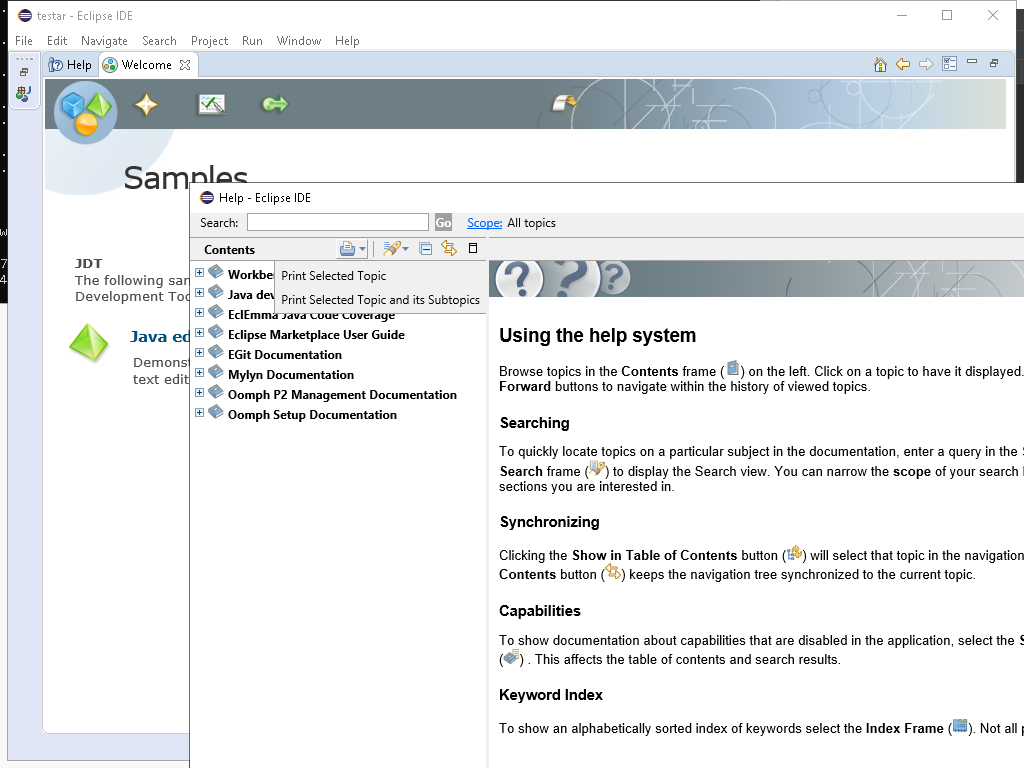 testar - Eclipse IDE
File Edit Navigate Search Project Run Window Help
Help Welcome
Samples
JDT
The following
Development
Java
Demons
text
Help - Eclipse IDE
Search: Go Scope: All topics
Contents
Print Selected Topic
Print Selected Topic and its Subtopics
Java
EclEmma Java Code Coverage
Eclipse Marketplace User Guide
EGit Documentation
Mylyn Documentation
Oomph P2 Management Documentation
Oomph Setup Documentation
Using the help system
Browse topics in the Contents frame ( ) on the left. Click on a topic to have it displayed.
Forward buttons to navigate within the history of viewed topics.
Searching
To quickly locate topics on a particular subject in the documentation, enter a query in the
Search frame ( ) to display the Search view. You can narrow the scope of your search
sections you are interested in.
Synchronizing
Clicking the Show in Table of Contents button ( ) will select that topic in the navigation
Contents button ( ) keeps the navigation tree synchronized to the current topic.
Capabilities
To show documentation about capabilities that are disabled in the application, select the
( ) . This affects the table of contents and search results.
Keyword Index
To show an alphabetically sorted index of keywords select the Index Frame ( ). Not all